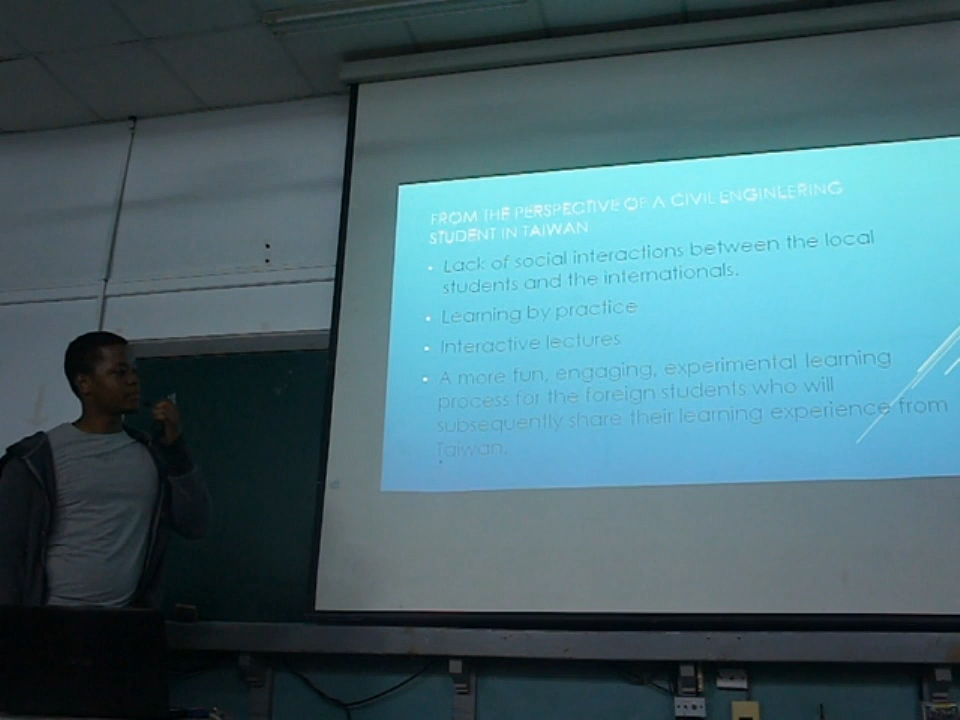 FROM THE PERSPECTIVE OF A CIVIL ENGINEERING
STUDENT IN TAIWAN
• Lack of social interactions between the local
students and the internationals.
• Learning by practice
• Interactive lectures
• A more fun, engaging, experimental learning
process for the foreign students who will
subsequently share their learning experience from
Taiwan.